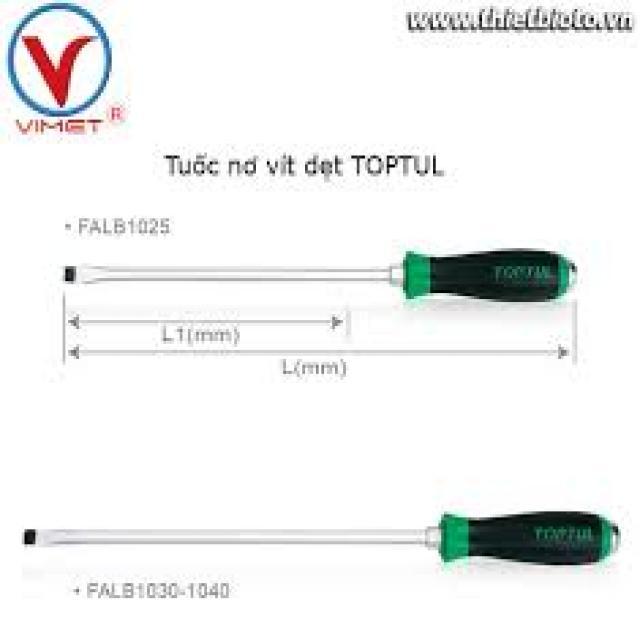 www.thietbioto.vn
VIMET®
Tuốc nơ vít dẹt TOPTUL
• FALB1025
TOPTUL
L1(mm)
L(mm)
TOPTUL
• FALB1030-1040